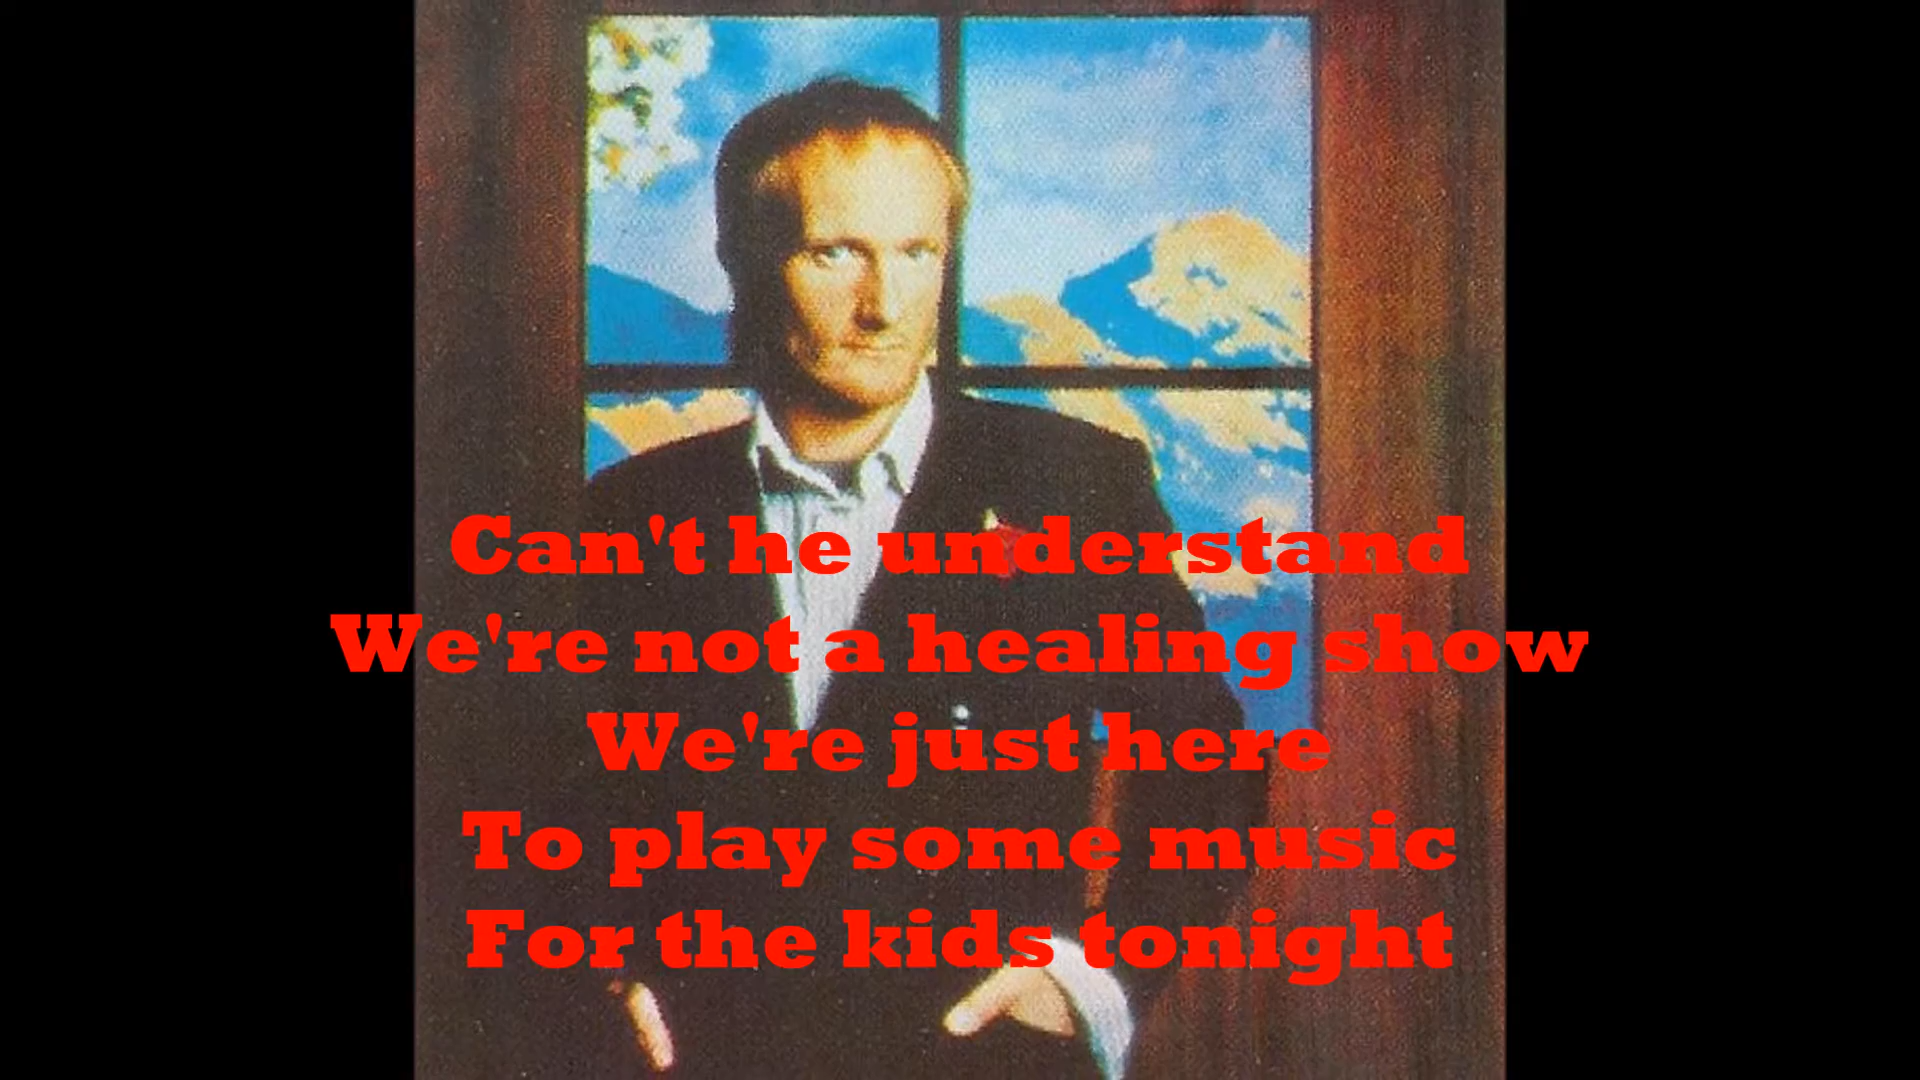 Can't he understand
We're not a healing show
We're just here
To play some music
For the kids tonight